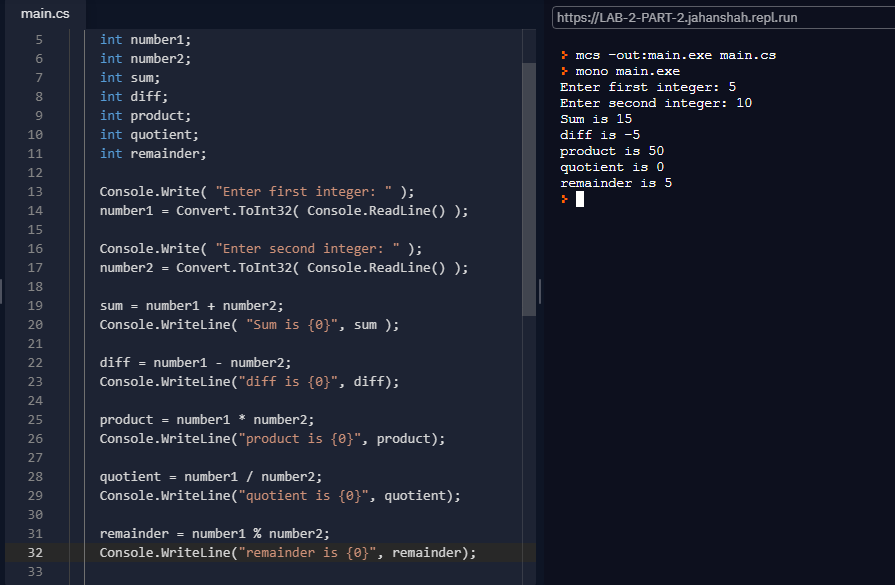 main.cs
5 int number1;
6 int number2;
7 int sum;
8 int diff;
9 int product;
10 int quotient;
11 int remainder;
12
13 Console.Write( "Enter first integer: " );
14 number1 = Convert.ToInt32( Console.ReadLine() );
15
16 Console.Write( "Enter second integer: " );
17 number2 = Convert.ToInt32( Console.ReadLine() );
18
19 sum = number1 + number2;
20 Console.WriteLine( "Sum is {0}", sum );
21
22 diff = number1 - number2;
23 Console.WriteLine("diff is {0}", diff);
24
25 product = number1 * number2;
26 Console.WriteLine("product is {0}", product);
27
28 quotient = number1 / number2;
29 Console.WriteLine("quotient is {0}", quotient);
30
31 remainder = number1 % number2;
32 Console.WriteLine("remainder is {0}", remainder);
33
https://LAB-2-PART-2.jahanshah.repl.run
> mcs -out:main.exe main.cs
> mono main.exe
Enter first integer: 5
Enter second integer: 10
Sum is 15
diff is -5
product is 50
quotient is 0
remainder is 5
>